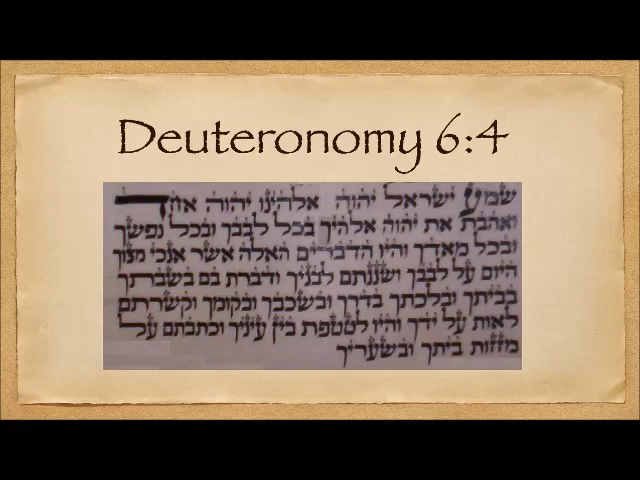 Deuteronomy 6:4
שמע ישראל יהוה אלהינו יהוה אחד
ואהבת את יהוה אלהיך בכל לבבך ובכל נפשך
ובכל מאדך והיו הדברים האלה אשר אנכי מצוך
היום על לבבך ושננתם לבניך ודברת בם בשבתך
בביתך ובלכתך בדרך ובשכבך ובקומך וקשרתם
לאות על ידך והיו לטטפת בין עיניך וכתבתם על
מזזות ביתך ובשעריך